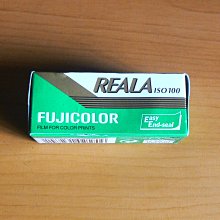 REALA ISO 100
FUJICOLOR
FILM FOR COLOR PRINTS
Easy
End-seal